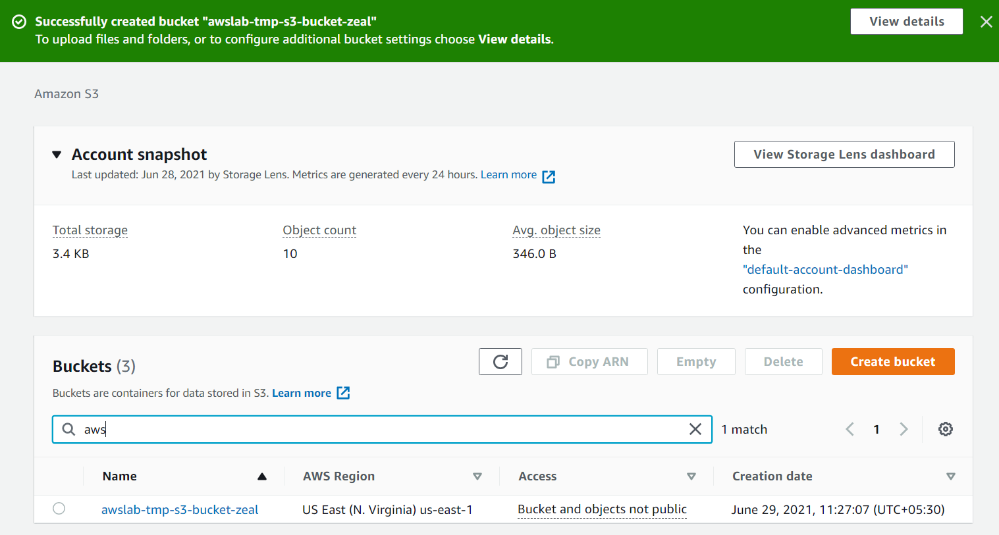 Successfully created bucket "awslab-tmp-s3-bucket-zeal"
To upload files and folders, or to configure additional bucket settings choose View details.
View details
Amazon S3
Account snapshot
View Storage Lens dashboard
Last updated: Jun 28, 2021 by Storage Lens. Metrics are generated every 24 hours. Learn more
Total storage
3.4 KB
Object count
10
Avg. object size
346.0 B
You can enable advanced metrics in
the
"default-account-dashboard"
configuration.
Buckets (3)
Copy ARN
Empty
Delete
Create bucket
Buckets are containers for data stored in S3. Learn more
aws
1 match
1
Name AWS Region Access Creation date
awslab-tmp-s3-bucket-zeal US East (N. Virginia) us-east-1 Bucket and objects not public June 29, 2021, 11:27:07 (UTC+05:30)